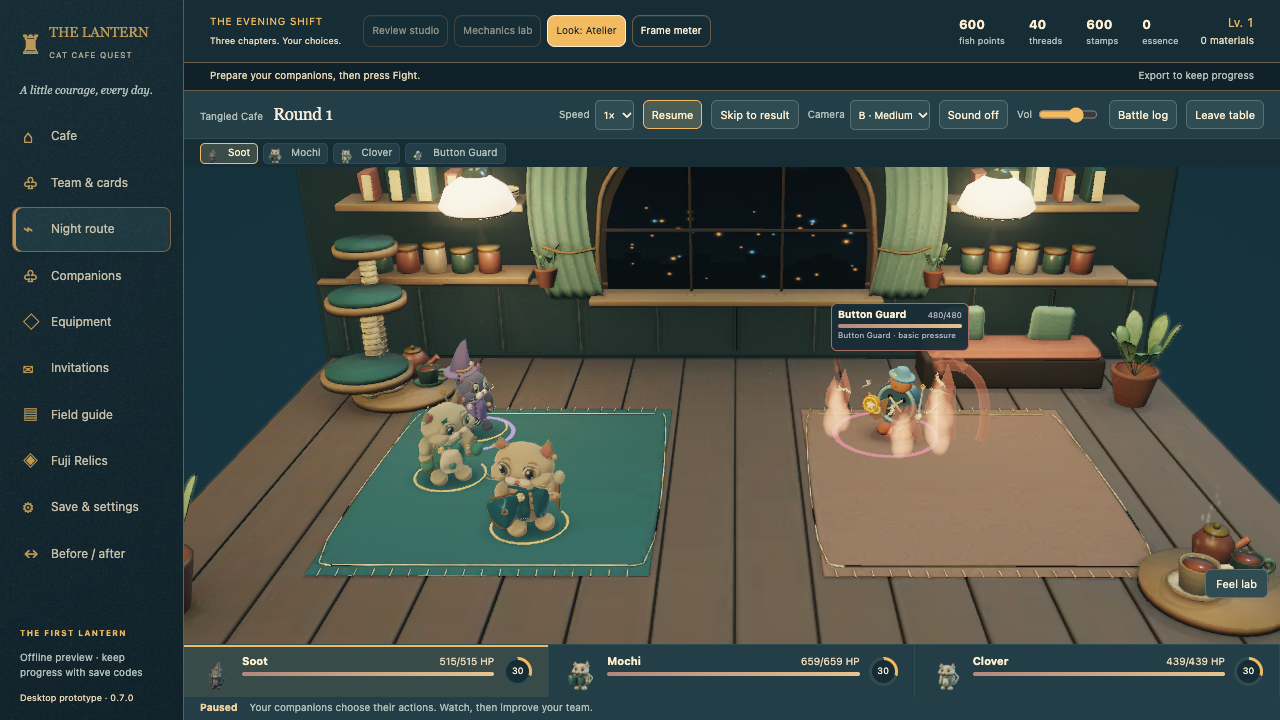 THE LANTERN
CAT CAFE QUEST
A little courage, every day.
Cafe
Team & cards
Night route
Companions
Equipment
Invitations
Field guide
Fuji Relics
Save & settings
Before / after
THE FIRST LANTERN
Offline preview · keep
progress with save codes
Desktop prototype · 0.7.0
THE EVENING SHIFT
Three chapters. Your choices.
Review studio
Mechanics lab
Look: Atelier
Frame meter
600 fish points
40 threads
600 stamps
0 essence
Lv. 1
0 materials
Prepare your companions, then press Fight.
Export to keep progress
Tangled Cafe Round 1
Speed 1x
Resume
Skip to result
Camera B · Medium
Sound off
Vol
Battle log
Leave table
Soot
Mochi
Clover
Button Guard
Button Guard 480/480
Button Guard · basic pressure
Feel lab
Soot 515/515 HP 30
Mochi 659/659 HP 30
Clover 439/439 HP 30
Paused Your companions choose their actions. Watch, then improve your team.